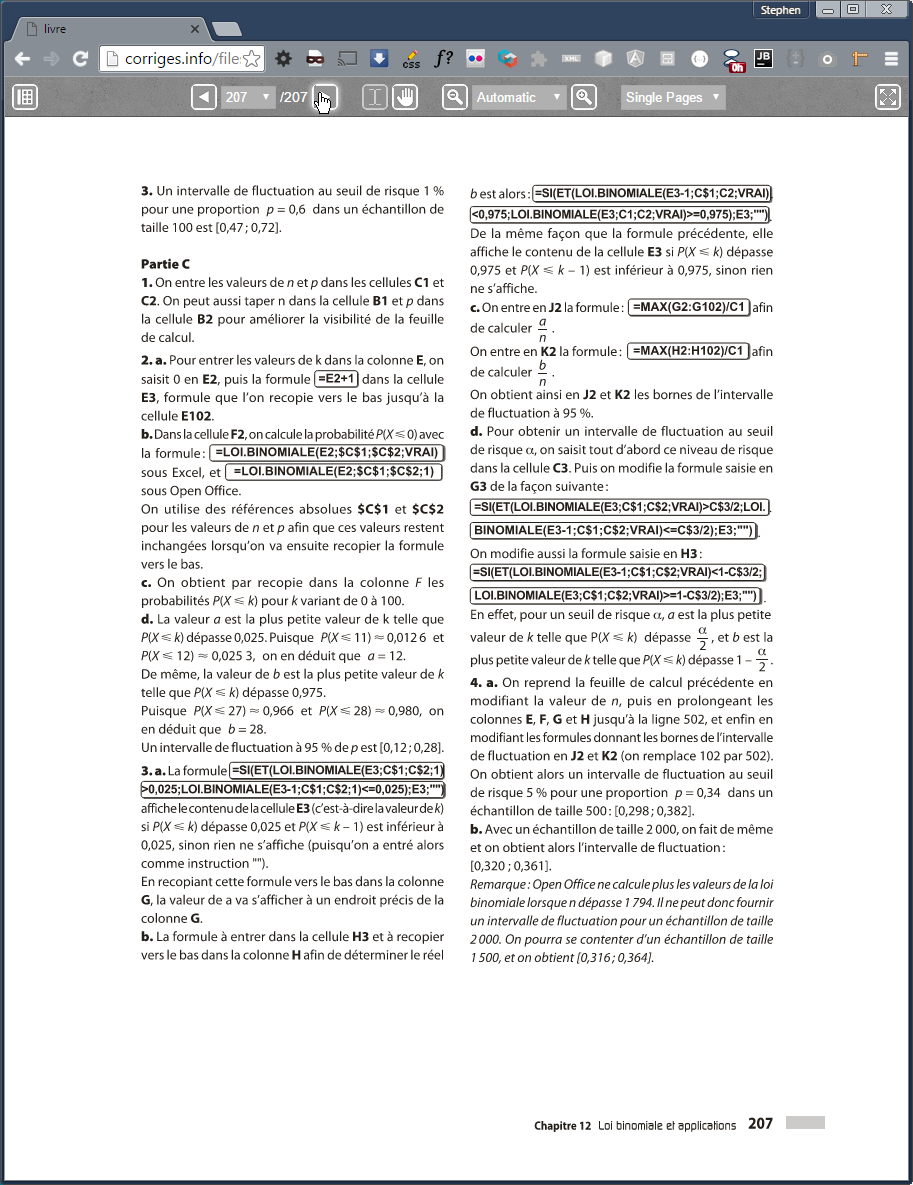 Stephen
livre
corriges.info/file
f?
css
XML
0h
JB
207
/207
Automatic
Single Pages
3. Un intervalle de fluctuation au seuil de risque 1 %
pour une proportion p = 0,6 dans un échantillon de
taille 100 est [0,47 ; 0,72].
Partie C
1. On entre les valeurs de n et p dans les cellules C1 et
C2. On peut aussi taper n dans la cellule B1 et p dans
la cellule B2 pour améliorer la visibilité de la feuille
de calcul.
2. a. Pour entrer les valeurs de k dans la colonne E, on
saisit 0 en E2, puis la formule =E2+1 dans la cellule
E3, formule que l’on recopie vers le bas jusqu’à la
cellule E102.
b. Dans la cellule F2, on calcule la probabilité P(X ⩽ 0) avec
la formule : =LOI.BINOMIALE(E2;$C$1;$C$2;VRAI)
sous Excel, et =LOI.BINOMIALE(E2;$C$1;$C$2;1)
sous Open Office.
On utilise des références absolues $C$1 et $C$2
pour les valeurs de n et p afin que ces valeurs restent
inchangées lorsqu’on va ensuite recopier la formule
vers le bas.
c. On obtient par recopie dans la colonne F les
probabilités P(X ⩽ k) pour k variant de 0 à 100.
d. La valeur a est la plus petite valeur de k telle que
P(X ⩽ k) dépasse 0,025. Puisque P(X ⩽ 11) ≈ 0,012 6 et
P(X ⩽ 12) ≈ 0,025 3, on en déduit que a = 12.
De même, la valeur de b est la plus petite valeur de k
telle que P(X ⩽ k) dépasse 0,975.
Puisque P(X ⩽ 27) ≈ 0,966 et P(X ⩽ 28) ≈ 0,980, on
en déduit que b = 28.
Un intervalle de fluctuation à 95 % de p est [0,12 ; 0,28].
3. a. La formule =SI(ET(LOI.BINOMIALE(E3;C$1;C$2;1)
>0,025;LOI.BINOMIALE(E3-1;C$1;C$2;1)<=0,025);E3;"")
affiche le contenu de la cellule E3 (c’est-à-dire la valeur de k)
si P(X ⩽ k) dépasse 0,025 et P(X ⩽ k – 1) est inférieur à
0,025, sinon rien ne s’affiche (puisqu’on a entré alors
comme instruction "").
En recopiant cette formule vers le bas dans la colonne
G, la valeur de a va s’afficher à un endroit précis de la
colonne G.
b. La formule à entrer dans la cellule H3 et à recopier
vers le bas dans la colonne H afin de déterminer le réel
b est alors : =SI(ET(LOI.BINOMIALE(E3-1;C$1;C2;VRAI)
<0,975;LOI.BINOMIALE(E3;C1;C2;VRAI)>=0,975);E3;"").
De la même façon que la formule précédente, elle
affiche le contenu de la cellule E3 si P(X ⩽ k) dépasse
0,975 et P(X ⩽ k – 1) est inférieur à 0,975, sinon rien
ne s’affiche.
c. On entre en J2 la formule : =MAX(G2:G102)/C1 afin
de calculer a/n .
On entre en K2 la formule : =MAX(H2:H102)/C1 afin
de calculer b/n .
On obtient ainsi en J2 et K2 les bornes de l’intervalle
de fluctuation à 95 %.
d. Pour obtenir un intervalle de fluctuation au seuil
de risque α, on saisit tout d’abord ce niveau de risque
dans la cellule C3. Puis on modifie la formule saisie en
G3 de la façon suivante :
=SI(ET(LOI.BINOMIALE(E3;C$1;C$2;VRAI)>C$3/2;LOI.
BINOMIALE(E3-1;C$1;C$2;VRAI)<=C$3/2);E3;"").
On modifie aussi la formule saisie en H3 :
=SI(ET(LOI.BINOMIALE(E3-1;C$1;C$2;VRAI)<1-C$3/2;
LOI.BINOMIALE(E3;C$1;C$2;VRAI)>=1-C$3/2);E3;"").
En effet, pour un seuil de risque α, a est la plus petite
valeur de k telle que P(X ⩽ k) dépasse α/2 , et b est la
plus petite valeur de k telle que P(X ⩽ k) dépasse 1 – α/2 .
4. a. On reprend la feuille de calcul précédente en
modifiant la valeur de n, puis en prolongeant les
colonnes E, F, G et H jusqu’à la ligne 502, et enfin en
modifiant les formules donnant les bornes de l’intervalle
de fluctuation en J2 et K2 (on remplace 102 par 502).
On obtient alors un intervalle de fluctuation au seuil
de risque 5 % pour une proportion p = 0,34 dans un
échantillon de taille 500 : [0,298 ; 0,382].
b. Avec un échantillon de taille 2 000, on fait de même
et on obtient alors l’intervalle de fluctuation :
[0,320 ; 0,361].
Remarque : Open Office ne calcule plus les valeurs de la loi
binomiale lorsque n dépasse 1 794. Il ne peut donc fournir
un intervalle de fluctuation pour un échantillon de taille
2 000. On pourra se contenter d’un échantillon de taille
1 500, et on obtient [0,316 ; 0,364].
Chapitre 12 Loi binomiale et applications 207